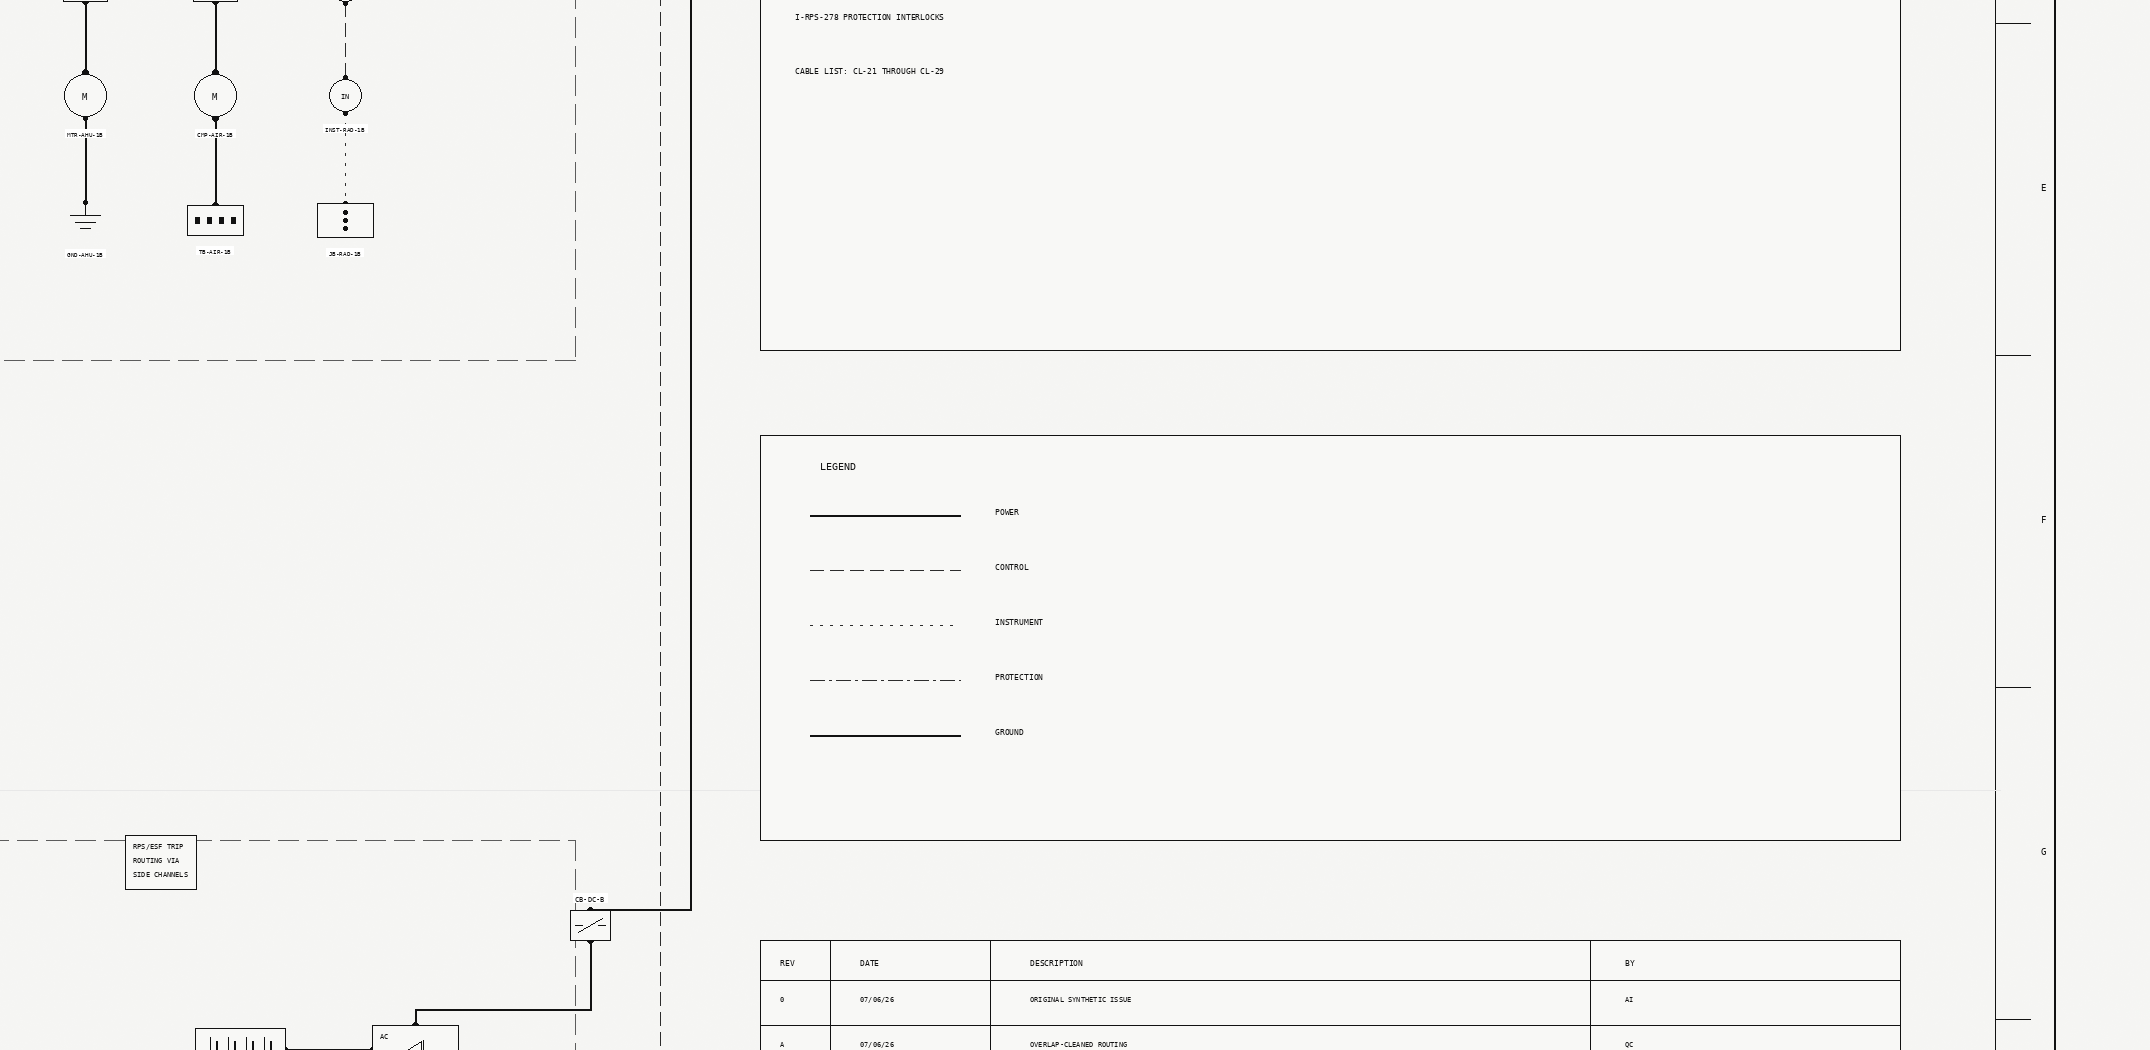 I-RPS-278 PROTECTION INTERLOCKS
CABLE LIST: CL-21 THROUGH CL-29
M
M
IN
MTR-AHU-1B
CMP-AIR-1B
INST-RAD-1B
E
GND-AHU-1B
TB-AIR-1B
JB-RAD-1B
LEGEND
POWER
F
CONTROL
INSTRUMENT
PROTECTION
GROUND
RPS/ESF TRIP
ROUTING VIA
SIDE CHANNELS
G
CB-DC-B
REV DATE DESCRIPTION BY
0 07/06/26 ORIGINAL SYNTHETIC ISSUE AI
AC
A 07/06/26 OVERLAP-CLEANED ROUTING QC